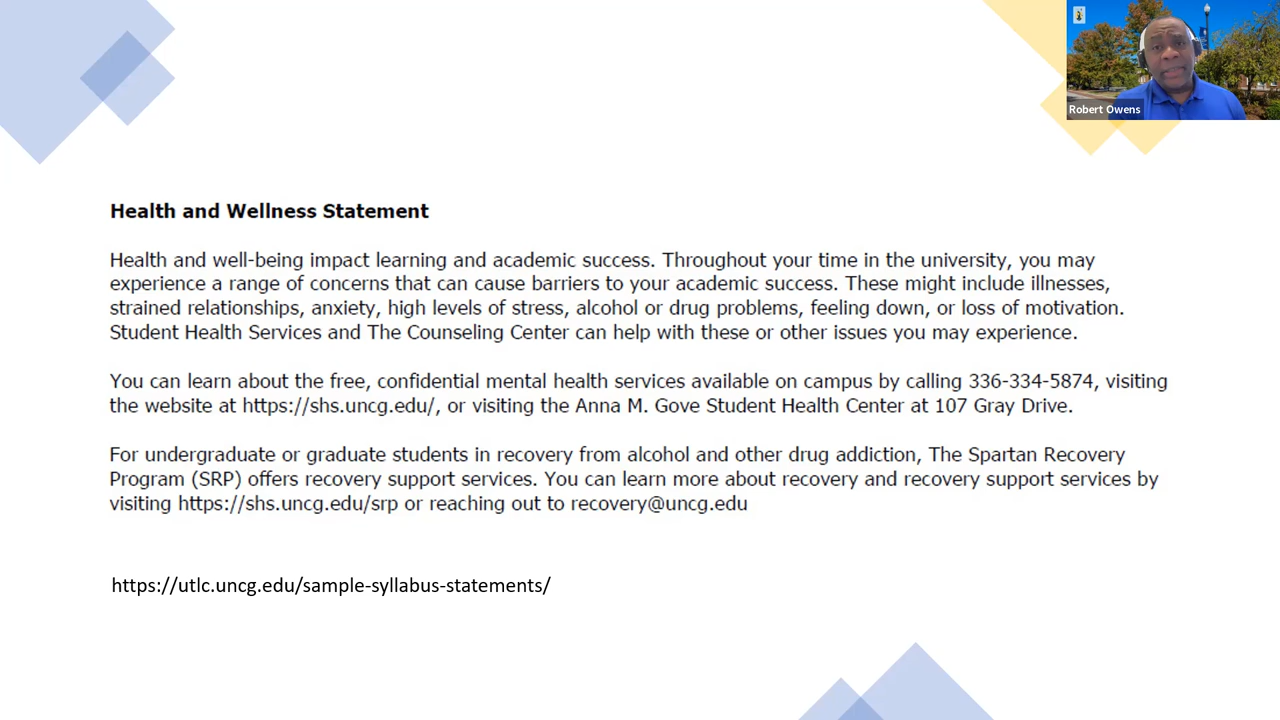 Robert Owens
Health and Wellness Statement
Health and well-being impact learning and academic success. Throughout your time in the university, you may
experience a range of concerns that can cause barriers to your academic success. These might include illnesses,
strained relationships, anxiety, high levels of stress, alcohol or drug problems, feeling down, or loss of motivation.
Student Health Services and The Counseling Center can help with these or other issues you may experience.
You can learn about the free, confidential mental health services available on campus by calling 336-334-5874, visiting
the website at https://shs.uncg.edu/, or visiting the Anna M. Gove Student Health Center at 107 Gray Drive.
For undergraduate or graduate students in recovery from alcohol and other drug addiction, The Spartan Recovery
Program (SRP) offers recovery support services. You can learn more about recovery and recovery support services by
visiting https://shs.uncg.edu/srp or reaching out to recovery@uncg.edu
https://utlc.uncg.edu/sample-syllabus-statements/